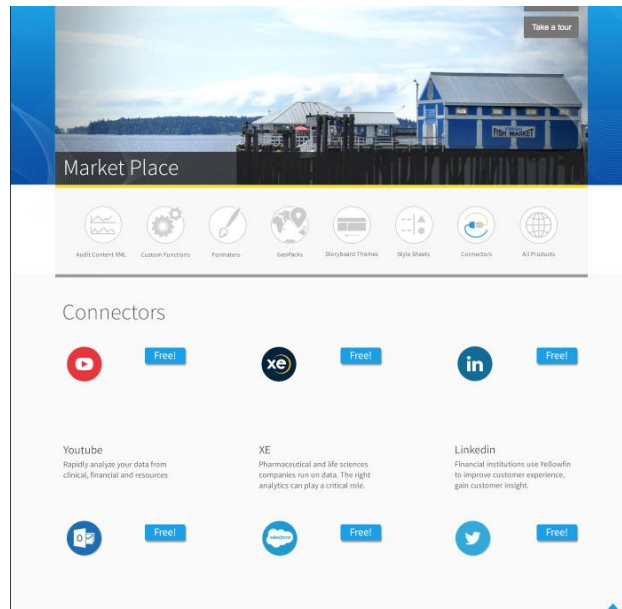 Take a tour
FISH MARKET
Market Place
Audit Content XML
Custom Functions
Formaters
GeoPacks
Storyboard Themes
Style Sheets
Connectors
All Products
Connectors
Free!
xe
Free!
in
Free!
Youtube
Rapidly analyze your data from
clinical, financial and resources
XE
Pharmaceutical and life sciences
companies run on data. The right
analytics can play a critical role.
Linkedin
Financial institutions use Yellowfin
to improve customer experience,
gain customer insight.
Free!
salesforce
Free!
Free!